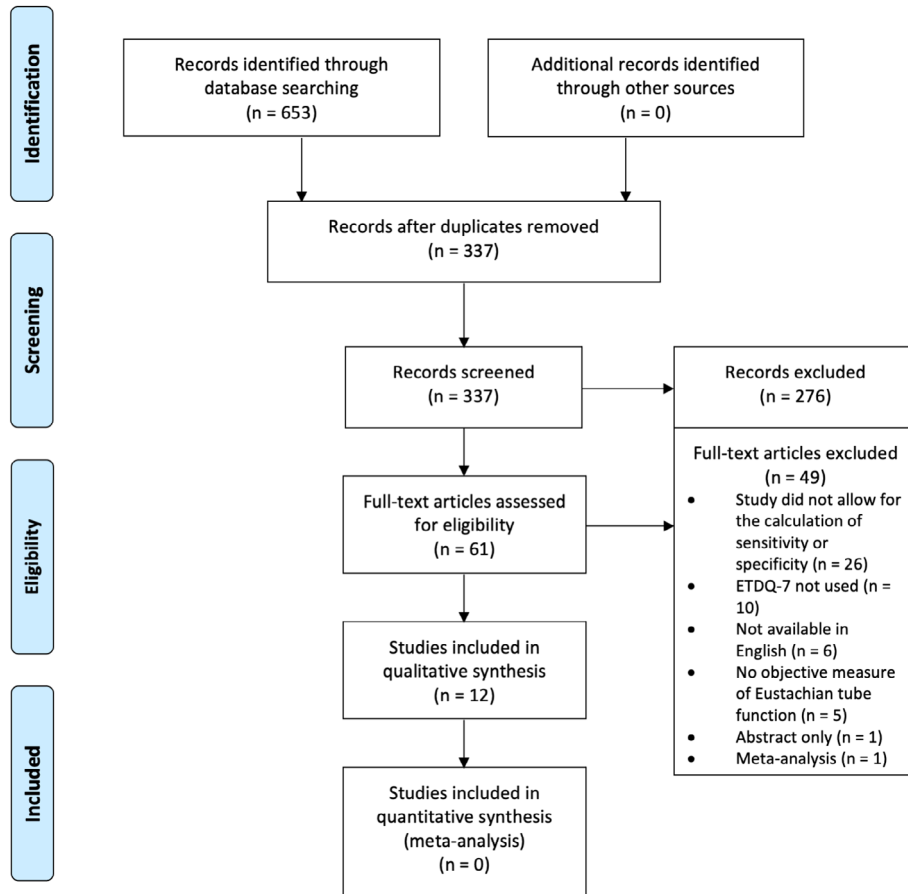 Identification
Records identified through
database searching
(n = 653)
Additional records identified
through other sources
(n = 0)
Records after duplicates removed
(n = 337)
Screening
Records screened
(n = 337)
Records excluded
(n = 276)
Eligibility
Full-text articles assessed
for eligibility
(n = 61)
Full-text articles excluded
(n = 49)
• Study did not allow for
the calculation of
sensitivity or
specificity (n = 26)
• ETDQ-7 not used (n =
10)
• Not available in
English (n = 6)
• No objective measure
of Eustachian tube
function (n = 5)
• Abstract only (n = 1)
• Meta-analysis (n = 1)
Studies included in
qualitative synthesis
(n = 12)
Included
Studies included in
quantitative synthesis
(meta-analysis)
(n = 0)